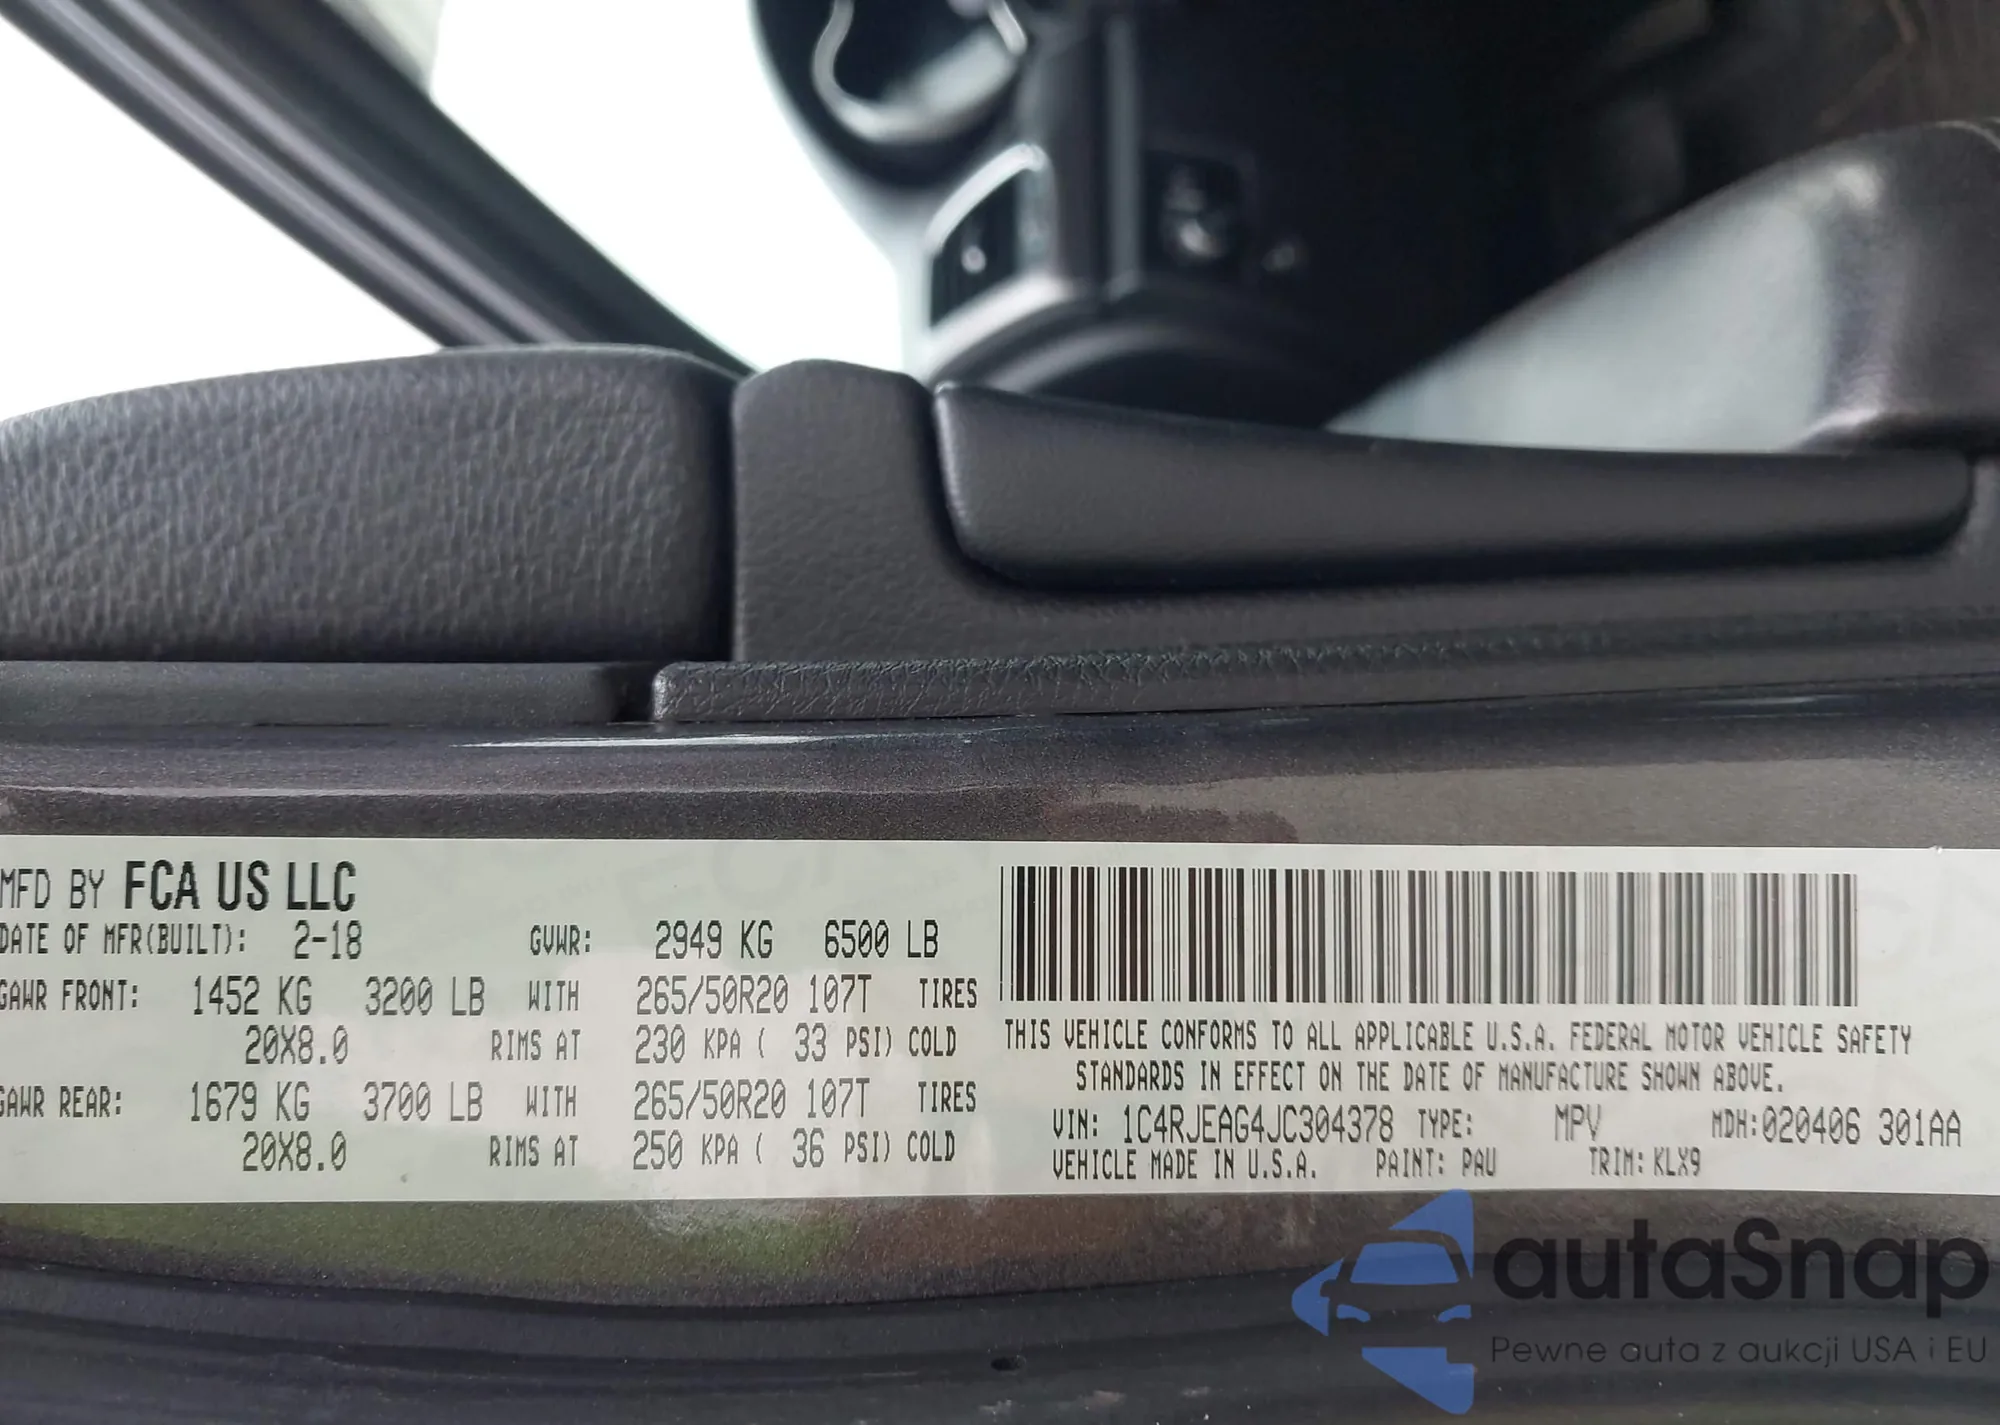 MFD BY FCA US LLC
DATE OF MFR(BUILT): 2-18 GVWR: 2949 KG 6500 LB
GAWR FRONT: 1452 KG 3200 LB WITH 265/50R20 107T TIRES
20X8.0 RIMS AT 230 KPA ( 33 PSI) COLD
GAWR REAR: 1679 KG 3700 LB WITH 265/50R20 107T TIRES
20X8.0 RIMS AT 250 KPA ( 36 PSI) COLD
THIS VEHICLE CONFORMS TO ALL APPLICABLE U.S.A. FEDERAL MOTOR VEHICLE SAFETY
STANDARDS IN EFFECT ON THE DATE OF MANUFACTURE SHOWN ABOVE.
VIN: 1C4RJEAG4JC304378 TYPE: MPV MDH:020406 301AA
VEHICLE MADE IN U.S.A. PAINT: PAU TRIM: KLX9
autaSnap
Pewne auta z aukcji USA i EU